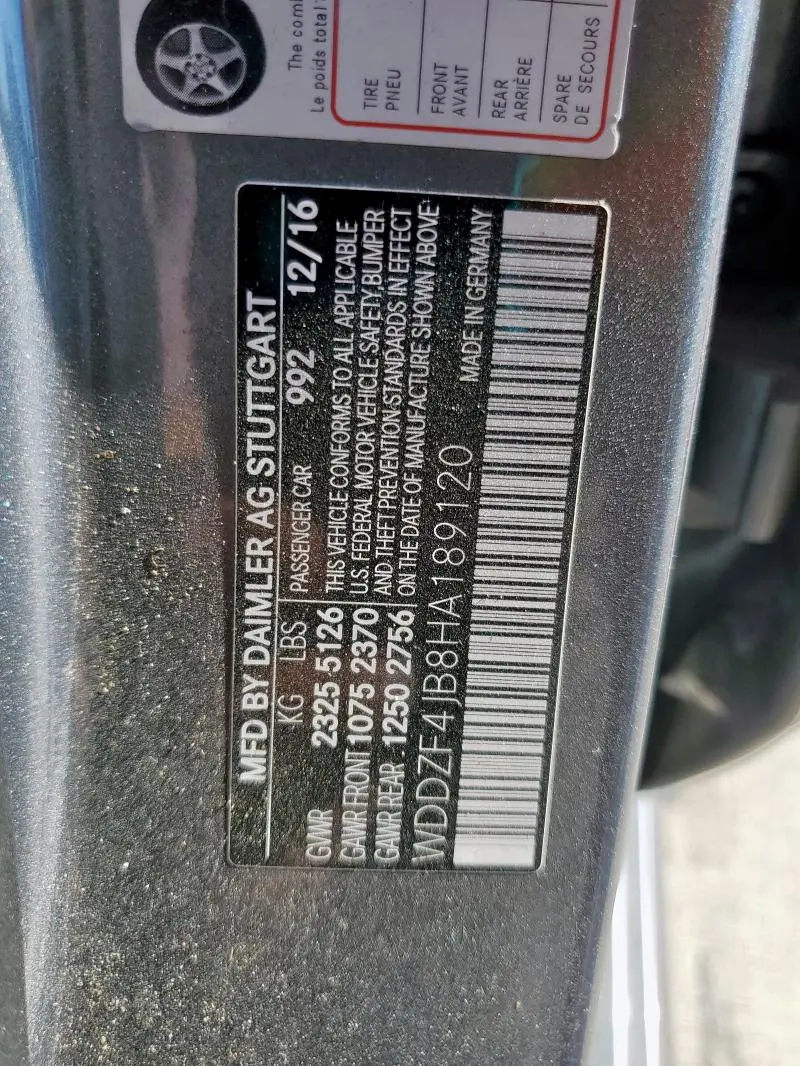 The comb
Le poids total
TIRE
PNEU
FRONT
AVANT
REAR
ARRIÈRE
SPARE
DE SECOURS
MFD BY DAIMLER AG STUTTGART
KG LBS PASSENGER CAR 992 12/16
GVWR 2325 5126 THIS VEHICLE CONFORMS TO ALL APPLICABLE
GAWR FRONT 1075 2370 U.S. FEDERAL MOTOR VEHICLE SAFETY, BUMPER
GAWR REAR 1250 2756 AND THEFT PREVENTION STANDARDS IN EFFECT
ON THE DATE OF MANUFACTURE SHOWN ABOVE
WDDZF4JB8HA189120 MADE IN GERMANY